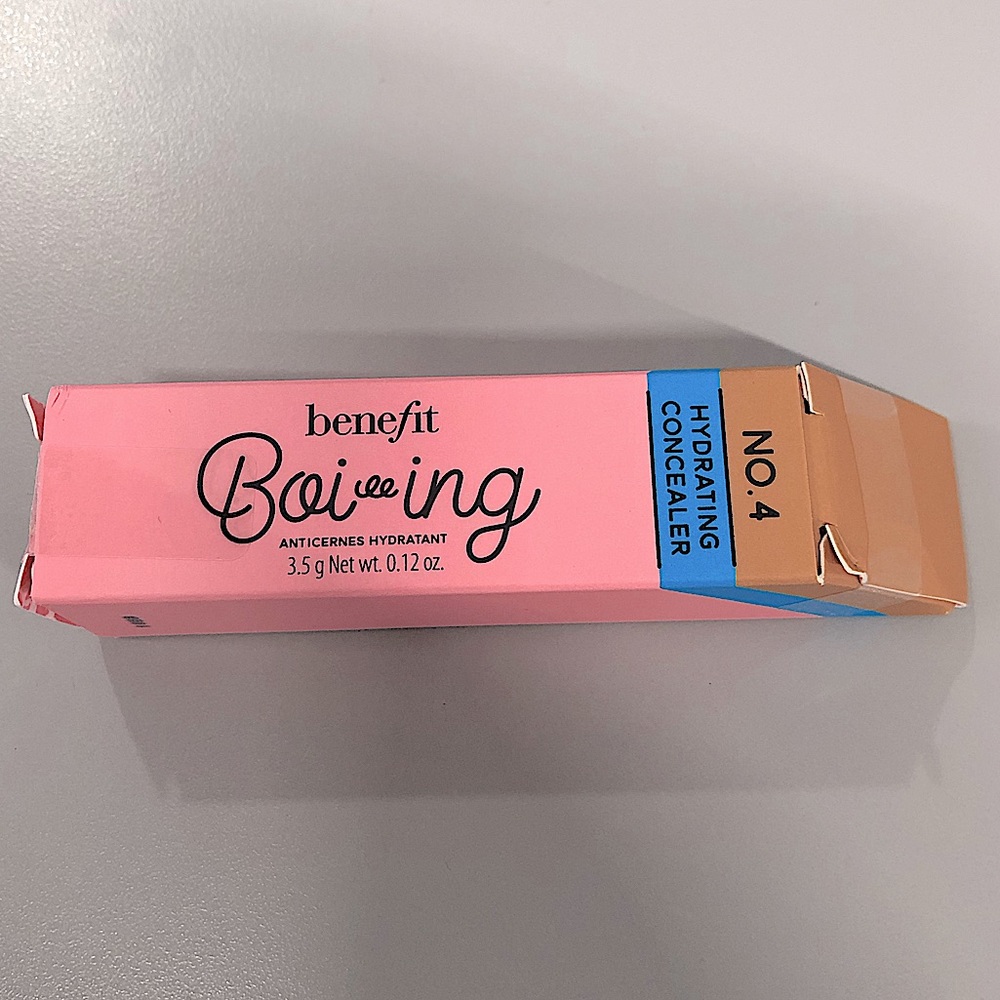 benefit
Boi-ing
ANTICERNES HYDRATANT
3.5 g Net wt. 0.12 oz.
HYDRATING
CONCEALER
NO.4